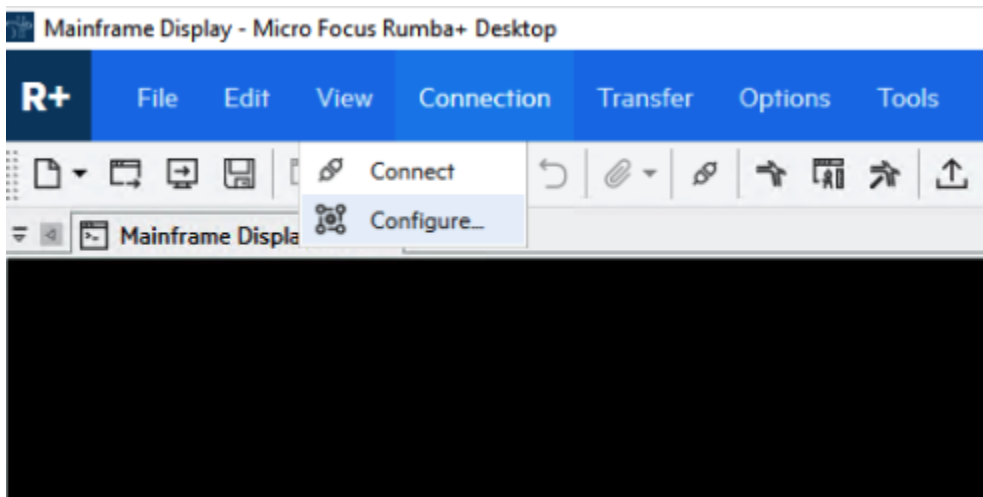 Mainframe Display - Micro Focus Rumba+ Desktop
R+ File Edit View Connection Transfer Options Tools
Connect
Configure...
Mainframe Displa